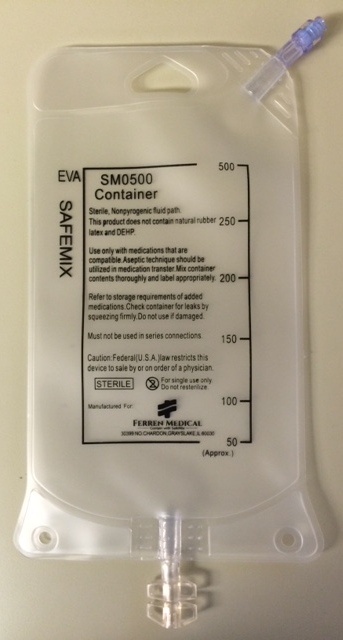 EVA
SAFEMIX
SM0500
Container
Sterile, Nonpyrogenic fluid path.
This product does not contain natural rubber
latex and DEHP.
Use only with medications that are
compatible.Aseptic technique should be
utilized in medication transfer.Mix container
contents thoroughly and label appropriately.
Refer to storage requirements of added
medications.Check container for leaks by
squeezing firmly.Do not use if damaged.
Must not be used in series connections.
Caution:Federal(U.S.A.)law restricts this
device to sale by or on order of a physician.
STERILE
For single use only.
Do not resterilize.
Manufactured For:
FERREN MEDICAL
500
250
200
150
100
50
(Approx.)